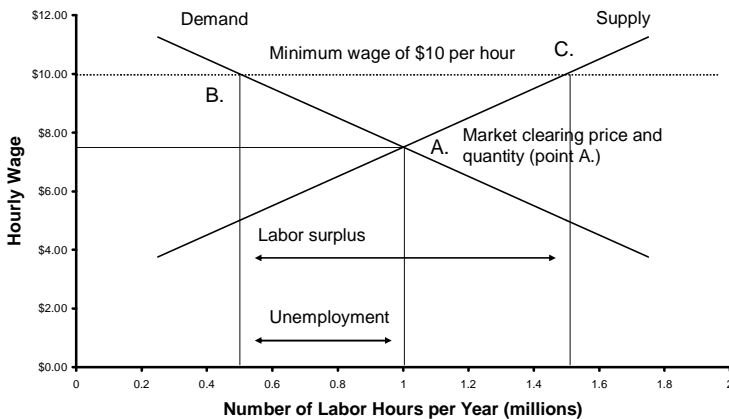 $12.00
Demand
Supply
Minimum wage of $10 per hour
C.
$10.00
B.
$8.00
A.
Market clearing price and
quantity (point A.)
Hourly Wage
$6.00
Labor surplus
$4.00
$2.00
Unemployment
$0.00
0 0.2 0.4 0.6 0.8 1 1.2 1.4 1.6 1.8 2
Number of Labor Hours per Year (millions)